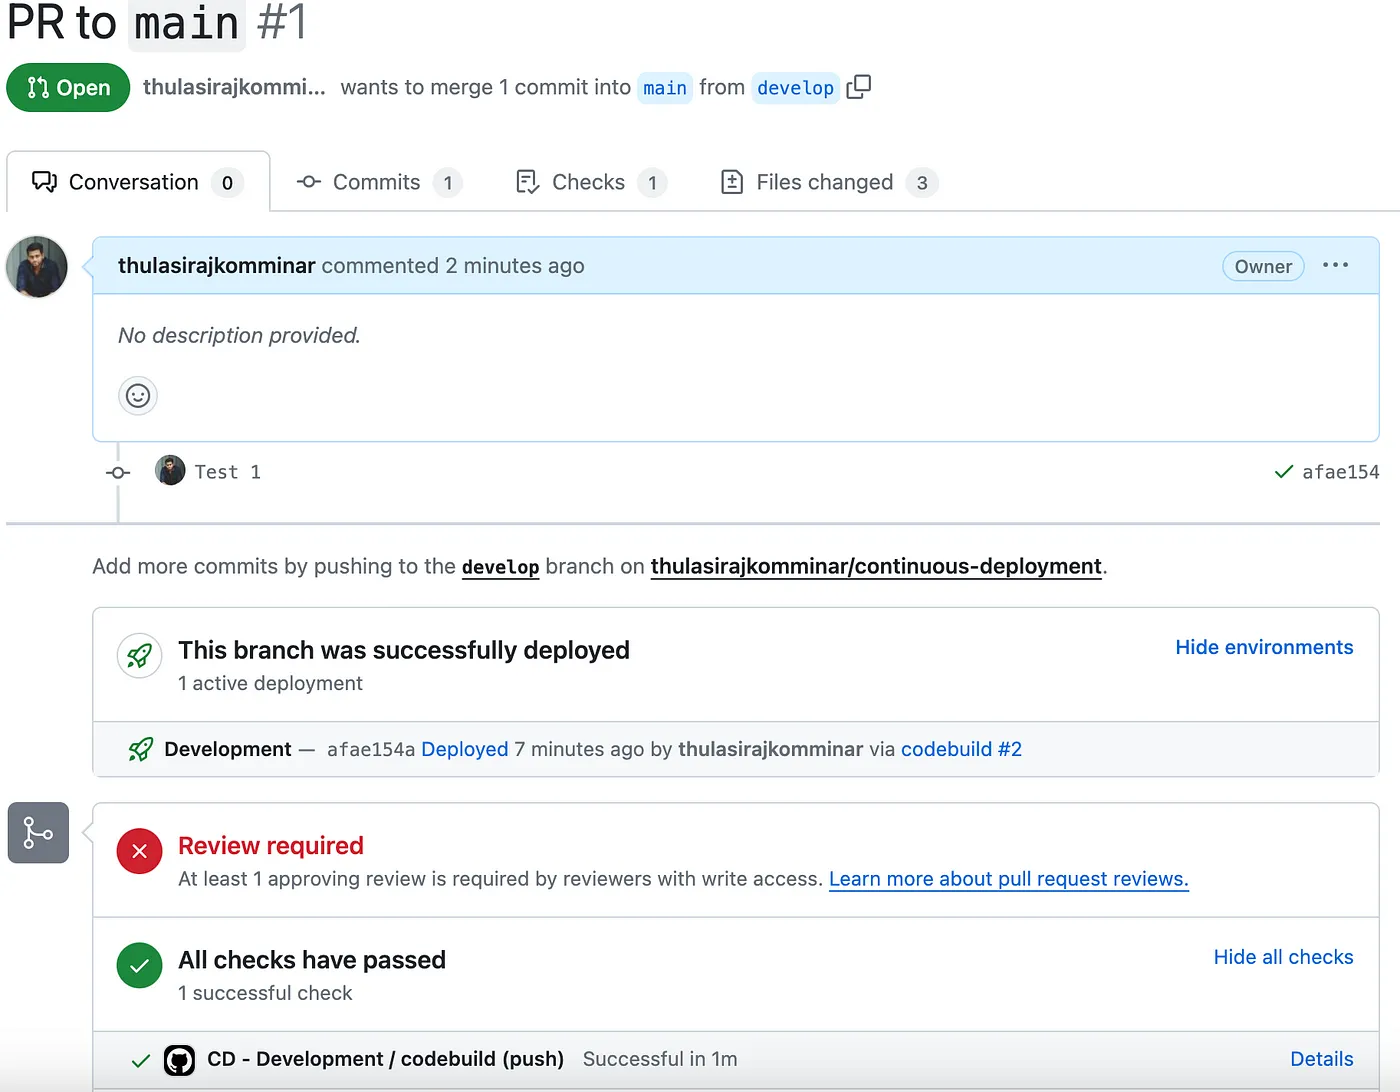 PR to main #1
Open thulasirajkommi... wants to merge 1 commit into main from develop
Conversation 0 Commits 1 Checks 1 Files changed 3
thulasirajkomminar commented 2 minutes ago Owner
No description provided.
Test 1 afae154
Add more commits by pushing to the develop branch on thulasirajkomminar/continuous-deployment.
This branch was successfully deployed Hide environments
1 active deployment
Development — afae154a Deployed 7 minutes ago by thulasirajkomminar via codebuild #2
Review required
At least 1 approving review is required by reviewers with write access. Learn more about pull request reviews.
All checks have passed Hide all checks
1 successful check
CD - Development / codebuild (push) Successful in 1m Details